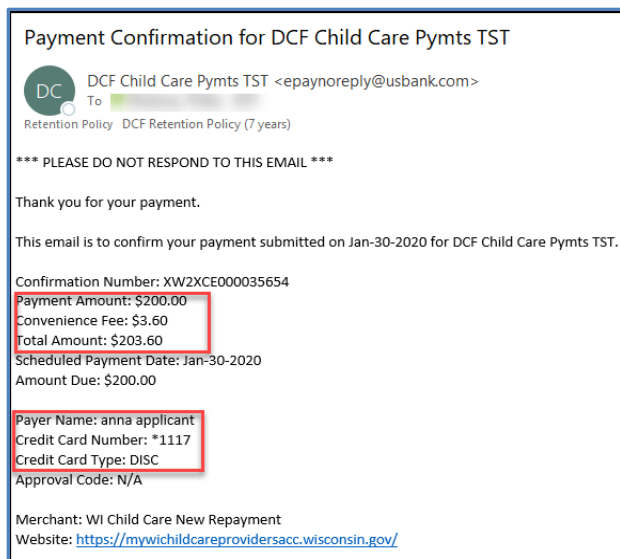 Payment Confirmation for DCF Child Care Pymts TST
DC
DCF Child Care Pymts TST <epaynoreply@usbank.com>
To
Retention Policy DCF Retention Policy (7 years)
*** PLEASE DO NOT RESPOND TO THIS EMAIL ***
Thank you for your payment.
This email is to confirm your payment submitted on Jan-30-2020 for DCF Child Care Pymts TST.
Confirmation Number: XW2XCE000035654
Payment Amount: $200.00
Convenience Fee: $3.60
Total Amount: $203.60
Scheduled Payment Date: Jan-30-2020
Amount Due: $200.00
Payer Name: anna applicant
Credit Card Number: *1117
Credit Card Type: DISC
Approval Code: N/A
Merchant: WI Child Care New Repayment
Website: https://mywichildcareprovidersacc.wisconsin.gov/